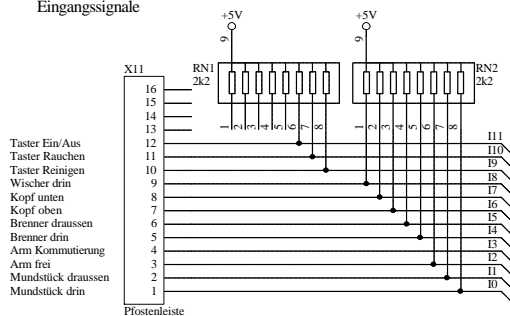 Eingangssignale
+5V +5V
9 9
RN1 RN2
2k2 2k2
X11
16
15
14
13
1 2 3 4 5 6 7 8 1 2 3 4 5 6 7 8
Taster Ein/Aus 12 I11
Taster Rauchen 11 I10
Taster Reinigen 10 I9
Wischer drin 9 I8
Kopf unten 8 I7
Kopf oben 7 I6
Brenner draussen 6 I5
Brenner drin 5 I4
Arm Kommutierung 4 I3
Arm frei 3 I2
Mundstück draussen 2 I1
Mundstück drin 1 I0
Pfostenleiste